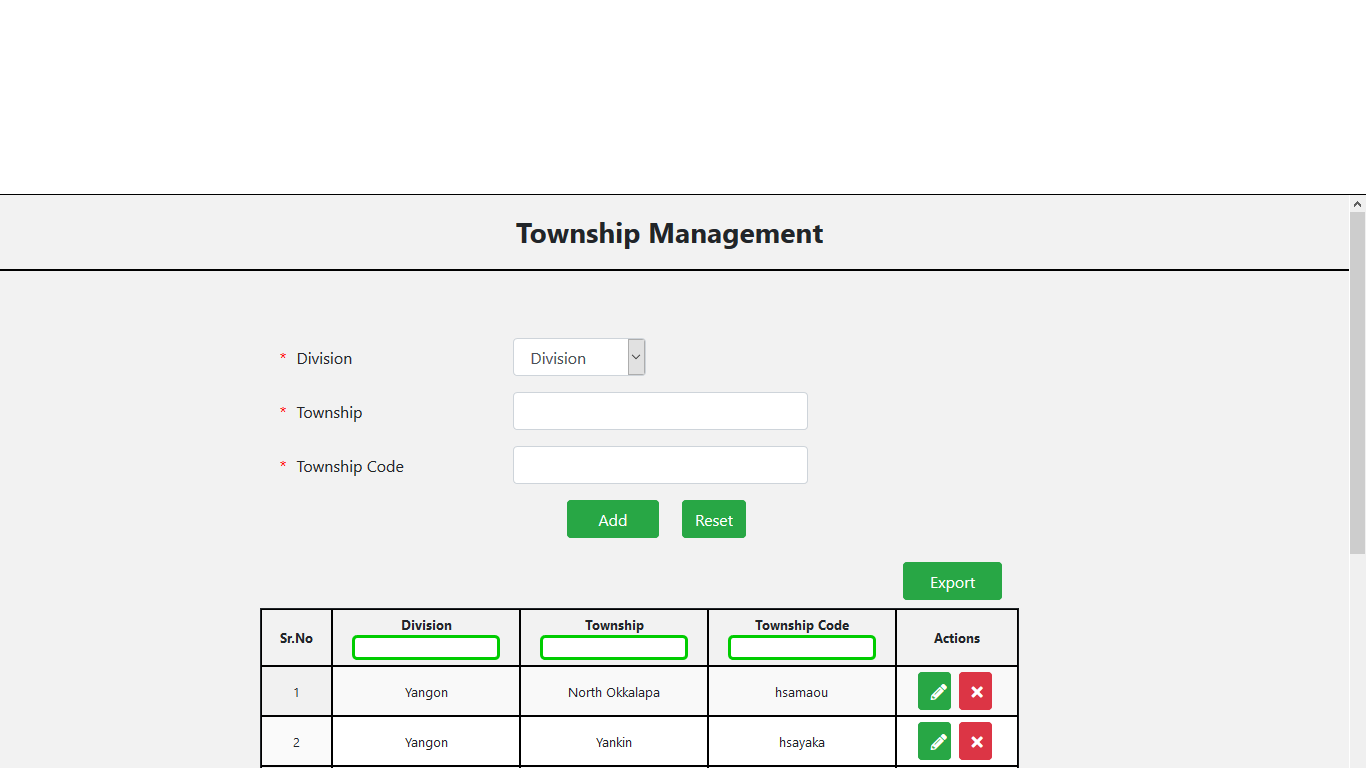 Township Management
* Division Division
* Township
* Township Code
Add Reset
Export
Sr.No Division Township Township Code Actions
1 Yangon North Okkalapa hsamaou
2 Yangon Yankin hsayaka